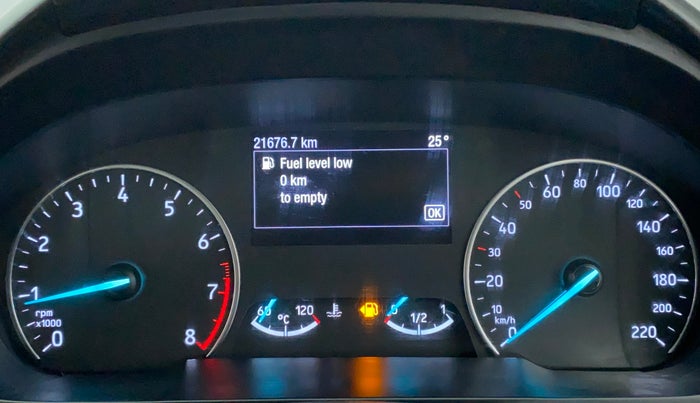 21676.7 km 25°
Fuel level low
0 km
to empty
OK
0 1 2 3 4 5 6 7 8
rpm
x1000
60 °C 120
0 1/2 1
0 10 20 30 40 50 60 80 100 120 140 160 180 200 220
km/h